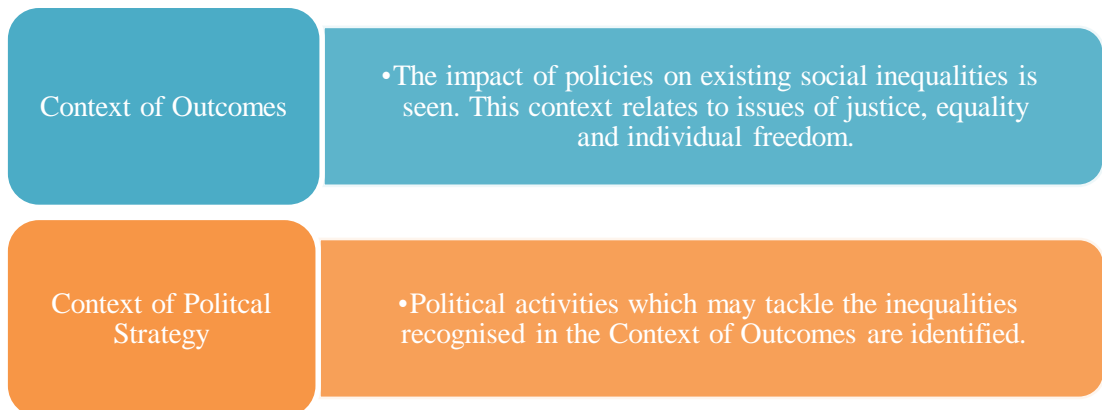 Context of Outcomes
•The impact of policies on existing social inequalities is
seen. This context relates to issues of justice, equality
and individual freedom.
Context of Politcal
Strategy
•Political activities which may tackle the inequalities
recognised in the Context of Outcomes are identified.